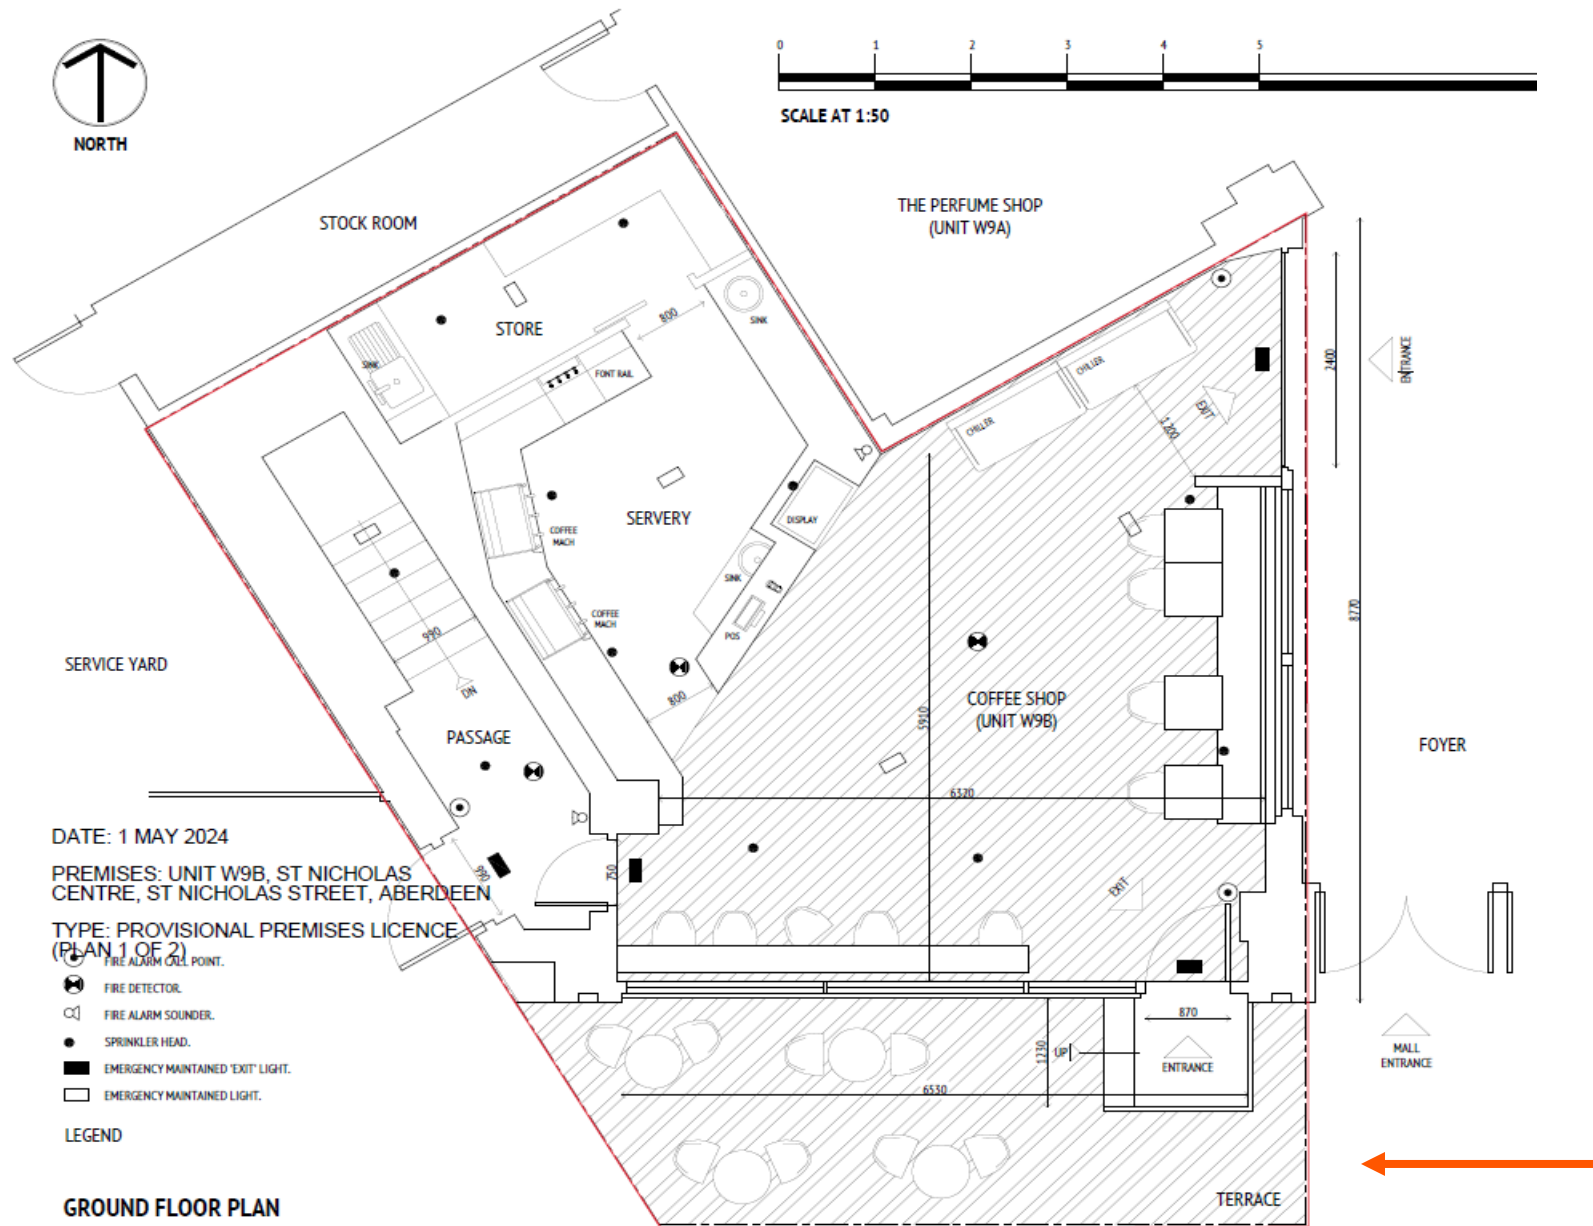 0 1 2 3 4 5
SCALE AT 1:50
NORTH
STOCK ROOM
THE PERFUME SHOP
(UNIT W9A)
STORE
SINK
800
SINK
FONT RAIL
CHILLER
CHILLER
EXIT
1200
2400
ENTRANCE
COFFEE
MACH
SERVERY
DISPLAY
SINK
POS
COFFEE
MACH
990
DN
800
SERVICE YARD
PASSAGE
5910
COFFEE SHOP
(UNIT W9B)
8770
FOYER
6320
990
750
EXIT
DATE: 1 MAY 2024
PREMISES: UNIT W9B, ST NICHOLAS
CENTRE, ST NICHOLAS STREET, ABERDEEN
TYPE: PROVISIONAL PREMISES LICENCE
(PLAN 1 OF 2)
FIRE ALARM CALL POINT.
FIRE DETECTOR.
FIRE ALARM SOUNDER.
SPRINKLER HEAD.
EMERGENCY MAINTAINED 'EXIT' LIGHT.
EMERGENCY MAINTAINED LIGHT.
LEGEND
GROUND FLOOR PLAN
870
1230
UP
ENTRANCE
6530
MALL
ENTRANCE
TERRACE